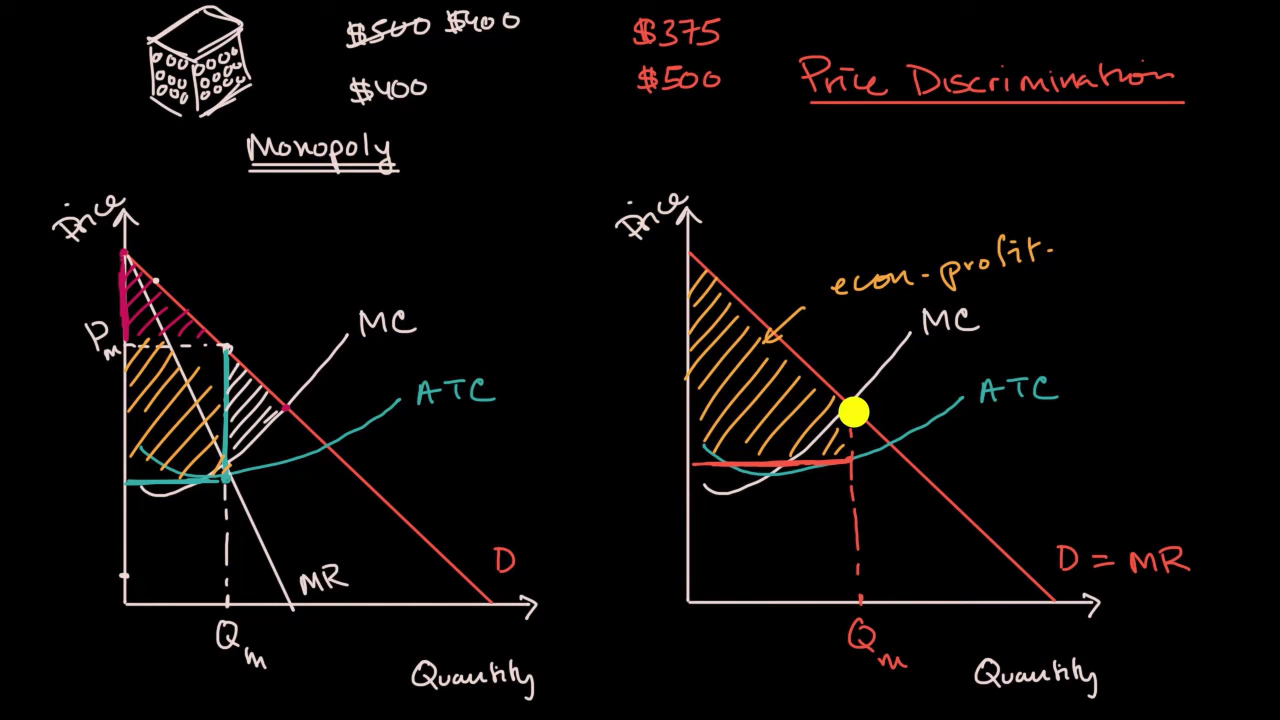 $500 $400
$400
$375
$500
Price Discrimination
Monopoly
Price
Pm
MC
ATC
D
MR
Qm
Quantity
Price
econ. profit.
MC
ATC
D = MR
Qm
Quantity